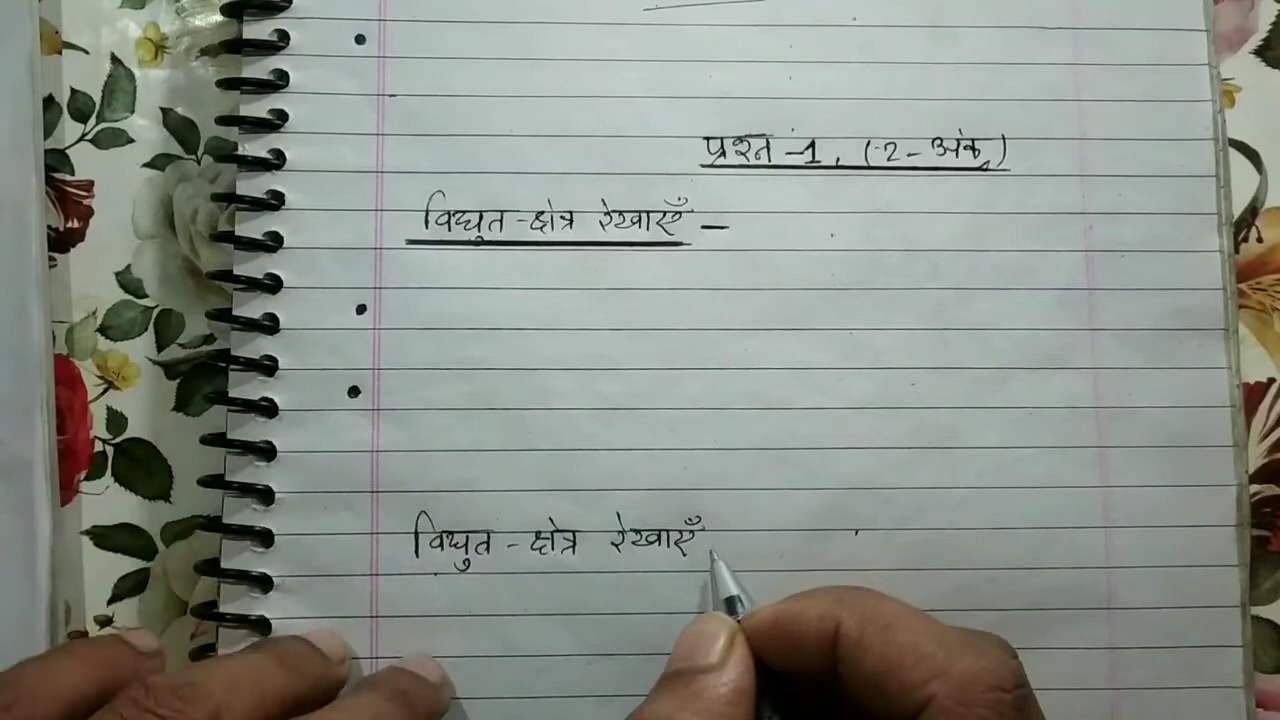 प्रश्न -1. (2-अंक)
विद्युत-क्षेत्र रेखाएँ -
विद्युत - क्षेत्र रेखाएँ